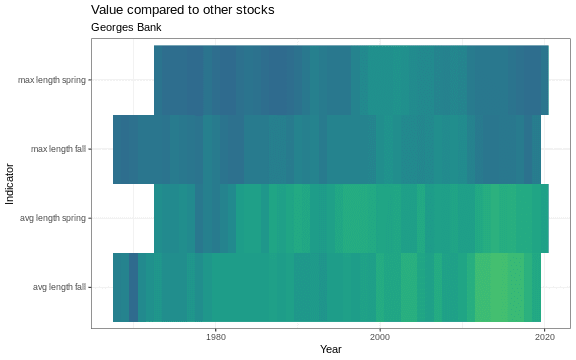 Value compared to other stocks
Georges Bank
max length spring
max length fall
avg length spring
avg length fall
Indicator
1980
2000
2020
Year